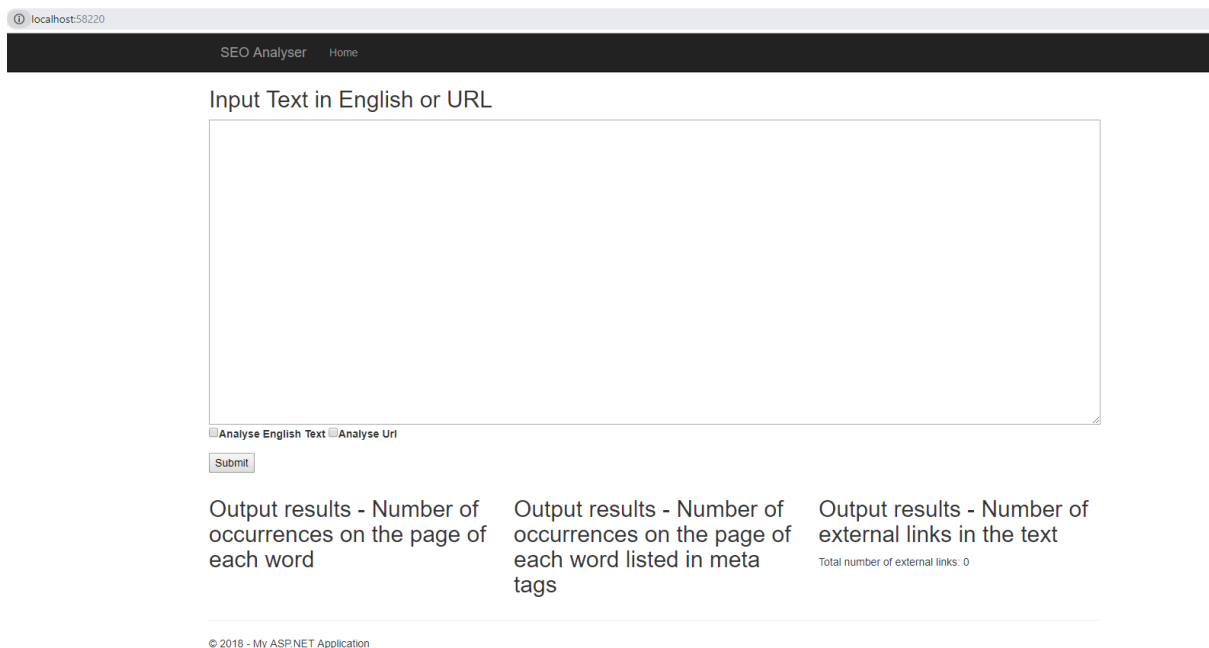 localhost:58220
SEO Analyser Home
Input Text in English or URL
Analyse English Text Analyse Url
Submit
Output results - Number of
occurrences on the page of
each word
Output results - Number of
occurrences on the page of
each word listed in meta
tags
Output results - Number of
external links in the text
Total number of external links: 0
© 2018 - My ASP.NET Application